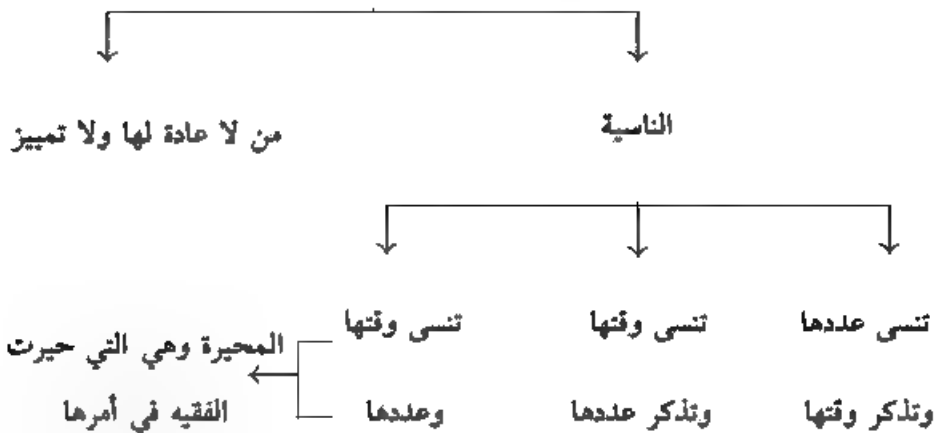 الناسية
من لا عادة لها ولا تمييز
تنسى عددها
وتذكر وقتها
تنسى وقتها
وتذكر عددها
تنسى وقتها
وعددها
المحيرة وهي التي حيرت
الفقيه في أمرها